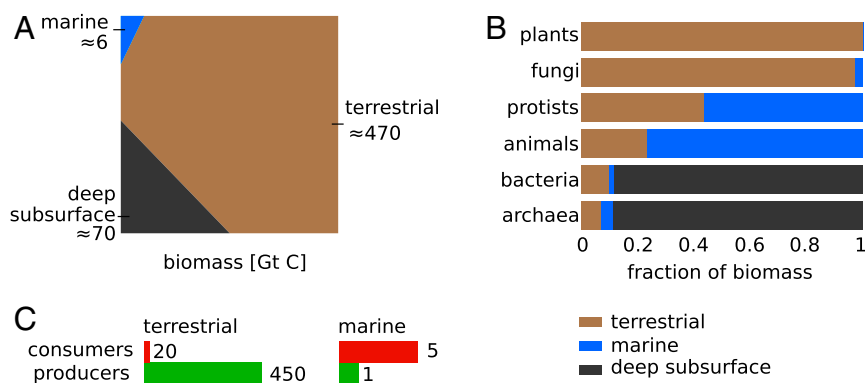 A
marine
≈6
terrestrial
≈470
deep
subsurface
≈70
biomass [Gt C]
B
plants
fungi
protists
animals
bacteria
archaea
0 0.2 0.4 0.6 0.8 1
fraction of biomass
terrestrial
marine
deep subsurface
C
terrestrial marine
consumers 20 5
producers 450 1